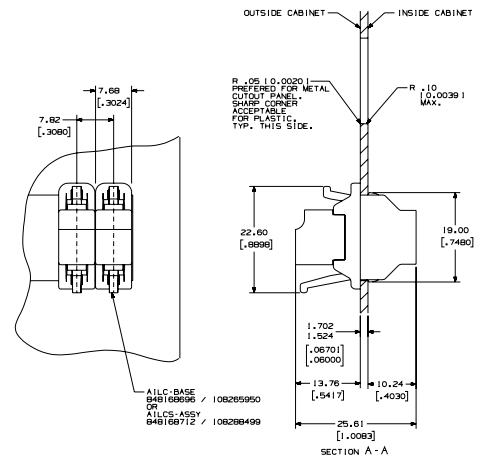 OUTSIDE CABINET
INSIDE CABINET
7.68
[.3024]
7.82
[.3080]
R .05 [0.0020]
PREFERED FOR METAL
CUTOUT PANEL.
SHARP CORNER
ACCEPTABLE
FOR PLASTIC.
TYP. THIS SIDE.
R .10
[0.0039]
MAX.
22.60
[.8898]
19.00
[.7480]
1.702
1.524
[.0670]
[.0600]
13.76
[.5417]
10.24
[.4030]
25.61
[1.0083]
AILC-BASE
848168696 / 108265950
OR
AILCS-ASSY
848168712 / 108288499
SECTION A-A